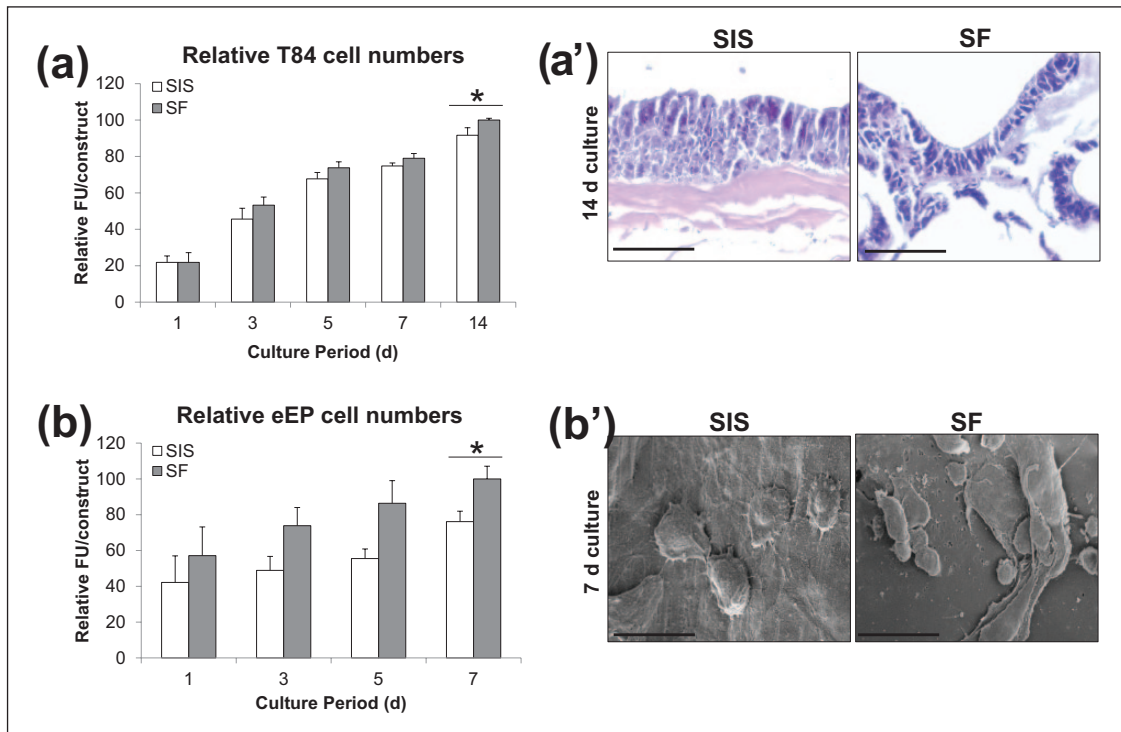 (a)
Relative T84 cell numbers
SIS
SF
*
Relative FU/construct
120
100
80
60
40
20
0
1 3 5 7 14
Culture Period (d)
(a')
SIS SF
14 d culture
(b)
Relative eEP cell numbers
SIS
SF
*
Relative FU/construct
120
100
80
60
40
20
0
1 3 5 7
Culture Period (d)
(b')
SIS SF
7 d culture